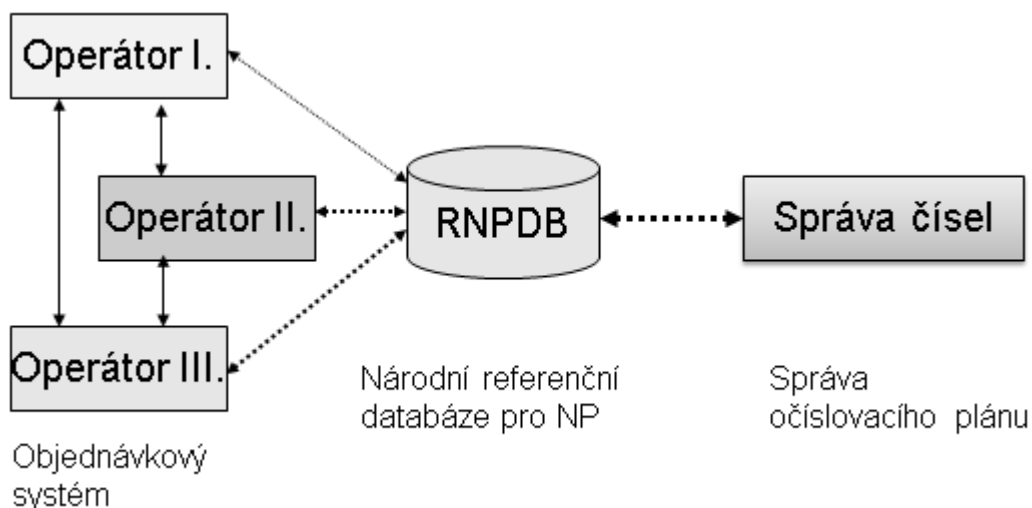 Operátor I.
Operátor II.
RNPDB
Správa čísel
Operátor III.
Národní referenční
databáze pro NP
Správa
očíslovacího plánu
Objednávkový
systém